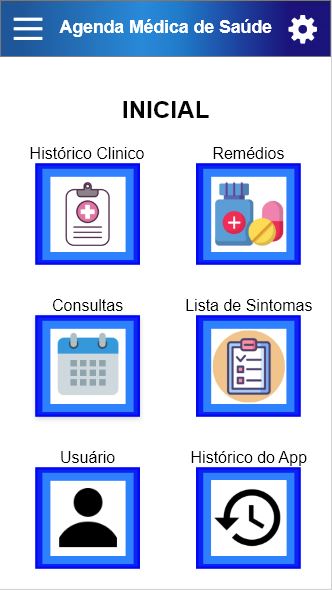 Agenda Médica de Saúde
INICIAL
Histórico Clinico
Remédios
Consultas
Lista de Sintomas
Usuário
Histórico do App